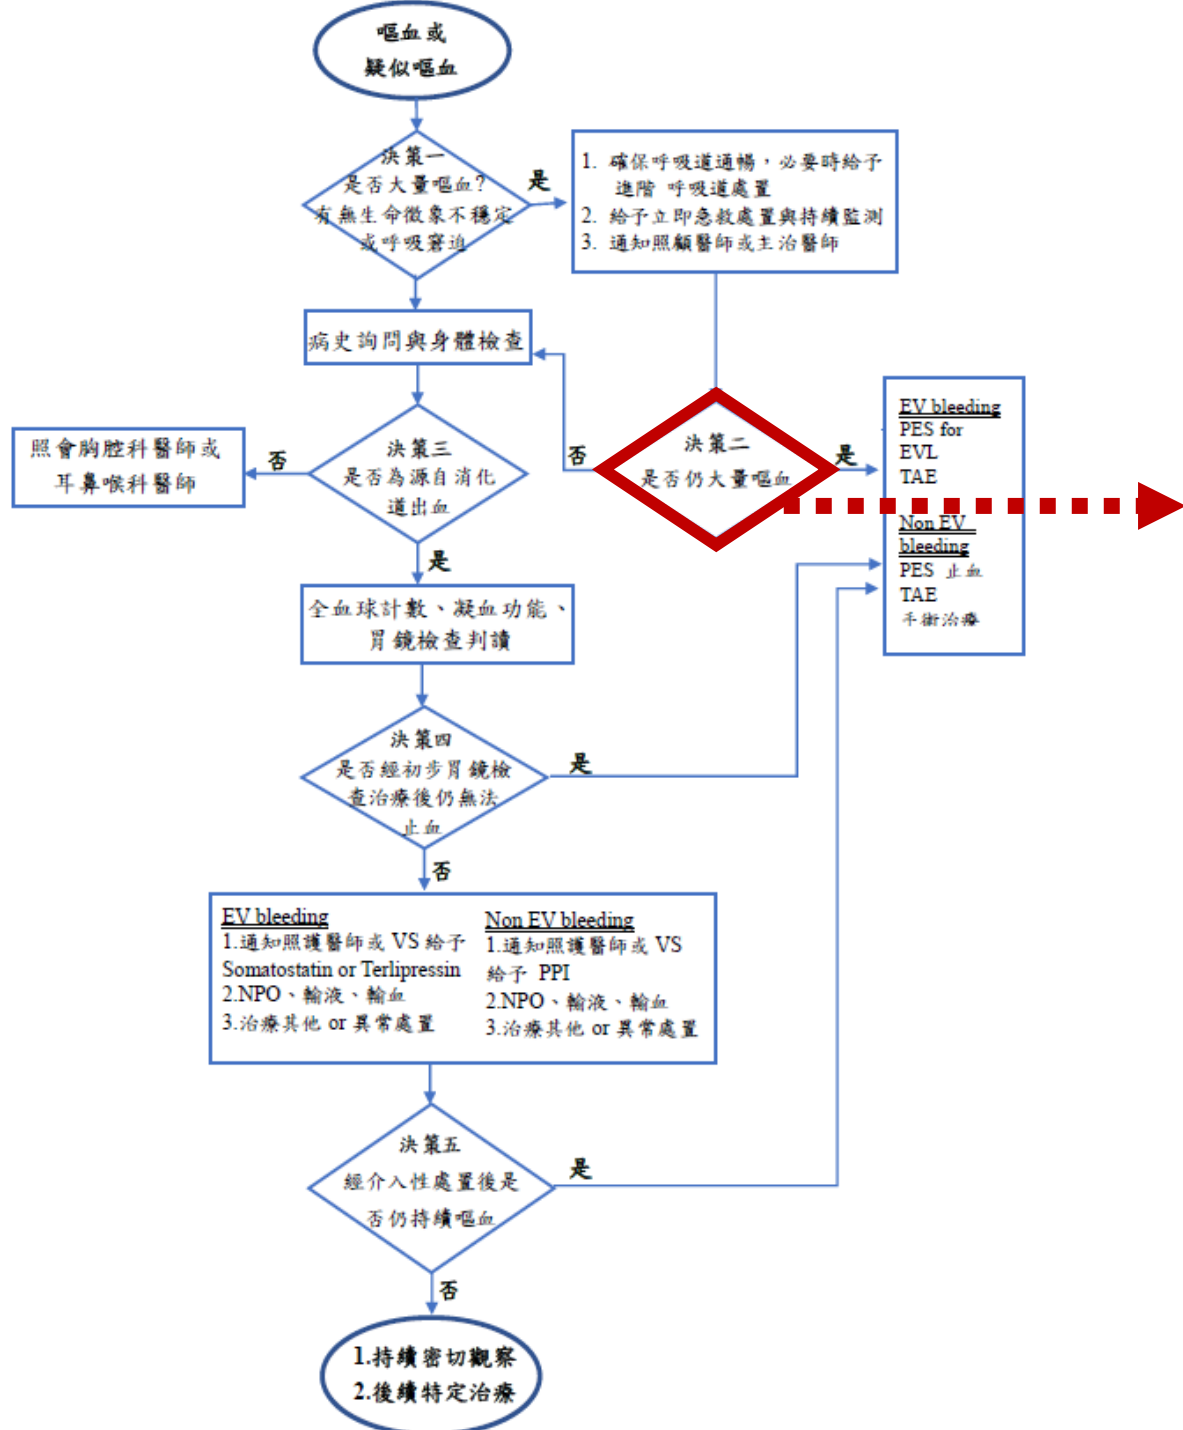 嘔血或
疑似嘔血
決策一
是否大量嘔血?
有無生命徵象不穩定
或呼吸窘迫
是
1. 確保呼吸道通暢，必要時給予
進階 呼吸道處置
2. 給予立即急救處置與持續監測
3. 通知照顧醫師或主治醫師
病史詢問與身體檢查
決策二
是否仍大量嘔血
否
是
EV bleeding
PES for
EVL
TAE
Non EV
bleeding
PES 止血
TAE
手術治療
決策三
是否為源自消化
道出血
否
照會胸腔科醫師或
耳鼻喉科醫師
是
全血球計數、凝血功能、
胃鏡檢查判讀
決策四
是否經初步胃鏡檢
查治療後仍無法
止血
是
否
EV bleeding
1.通知照護醫師或 VS 給予
Somatostatin or Terlipressin
2.NPO、輸液、輸血
3.治療其他 or 異常處置
Non EV bleeding
1.通知照護醫師或 VS
給予 PPI
2.NPO、輸液、輸血
3.治療其他 or 異常處置
決策五
經介入性處置後是
否仍持續嘔血
是
否
1.持續密切觀察
2.後續特定治療